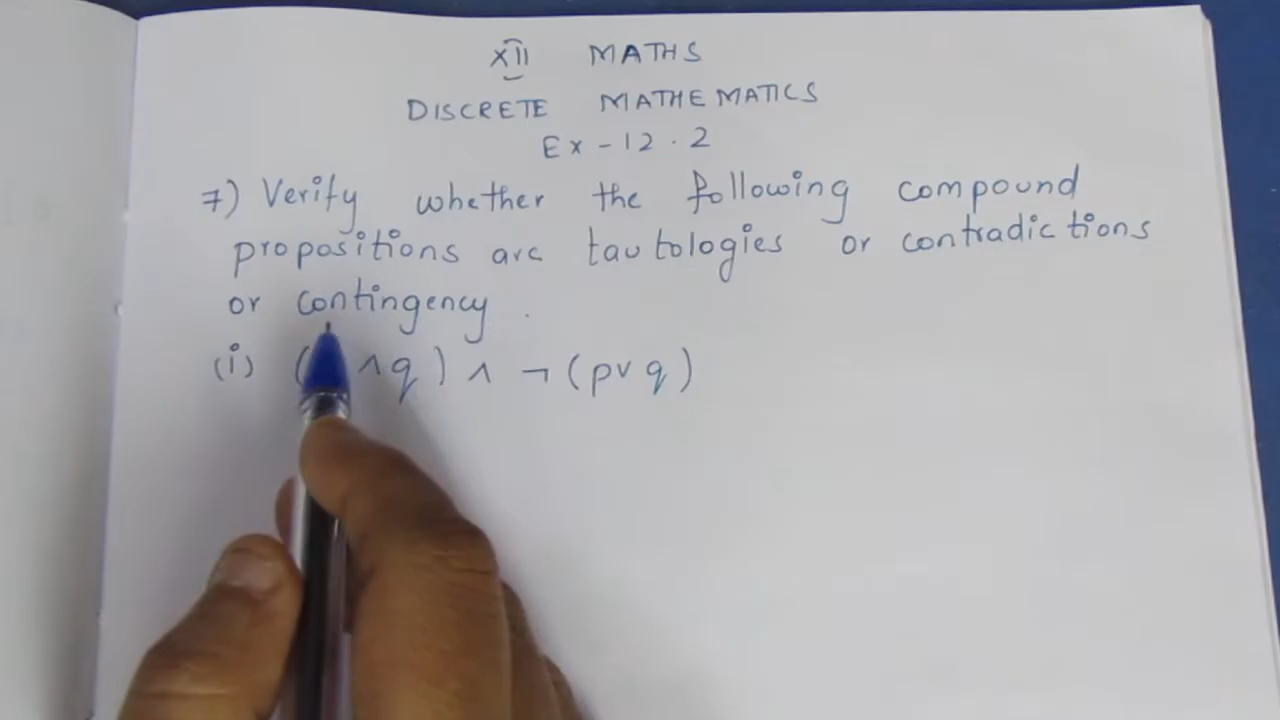 XII MATHS
DISCRETE MATHEMATICS
Ex - 12.2
7) Verify whether the following compound
propositions are tautologies or contradictions
or contingency.
(i) ( ∧ q) ∧ ¬ (p ∨ q)